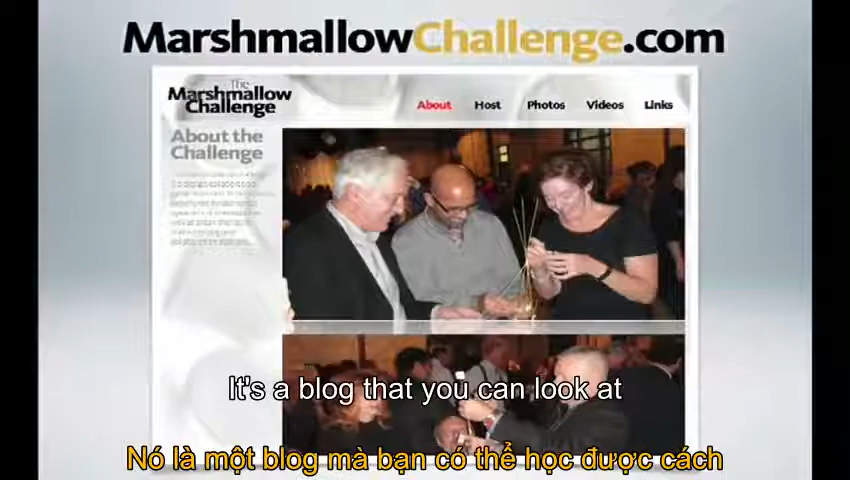 MarshmallowChallenge.com
The
Marshmallow
Challenge
About Host Photos Videos Links
About the
Challenge
It's a blog that you can look at
Nó là một blog mà bạn có thể học được cách